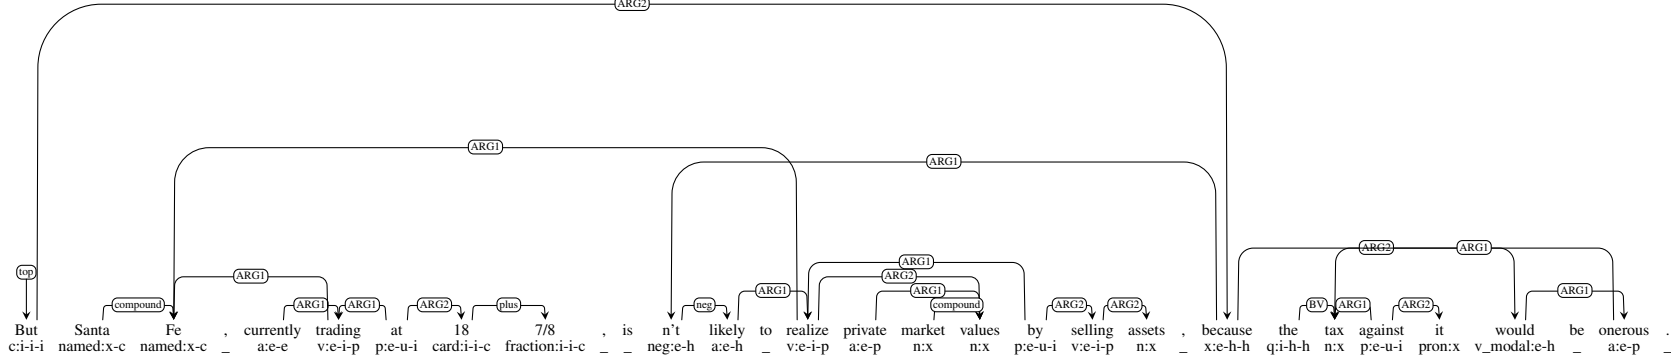 ARG2
ARG1
ARG1
top
ARG2 ARG1
ARG1
ARG1 ARG2
ARG1 ARG1
compound ARG1 ARG1 ARG2 plus neg compound ARG2 ARG2 BV ARG1 ARG2 ARG1
But Santa Fe , currently trading at 18 7/8 , is n't likely to realize private market values by selling assets , because the tax against it would be onerous .
c:i-i-i named:x-c named:x-c _ a:e-e v:e-i-p p:e-u-i card:i-i-c fraction:i-i-c _ _ neg:e-h a:e-h _ v:e-i-p a:e-p n:x n:x p:e-u-i v:e-i-p n:x _ x:e-h-h q:i-h-h n:x p:e-u-i pron:x v_modal:e-h _ a:e-p _